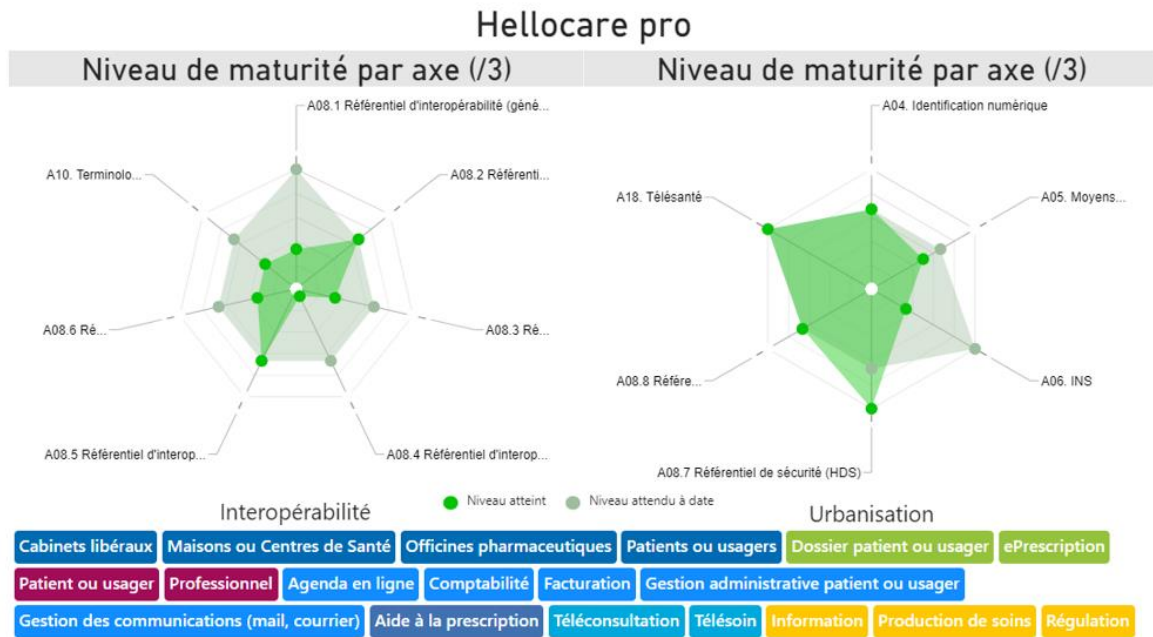 Hellocare pro
Niveau de maturité par axe (/3)
Niveau de maturité par axe (/3)
A08.1 Référentiel d'interopérabilité (géné...
A10. Terminolo...
A08.2 Référenti...
A08.6 Ré...
A08.3 Ré...
A08.5 Référentiel d'interop...
A08.4 Référentiel d'interop...
A04. Identification numérique
A18. Télésanté
A05. Moyens...
A08.8 Référe...
A06. INS
A08.7 Référentiel de sécurité (HDS)
Niveau atteint
Niveau attendu à date
Interopérabilité
Urbanisation
Cabinets libéraux Maisons ou Centres de Santé Officines pharmaceutiques Patients ou usagers Dossier patient ou usager ePrescription
Patient ou usager Professionnel Agenda en ligne Comptabilité Facturation Gestion administrative patient ou usager
Gestion des communications (mail, courrier) Aide à la prescription Téléconsultation Télésoin Information Production de soins Régulation